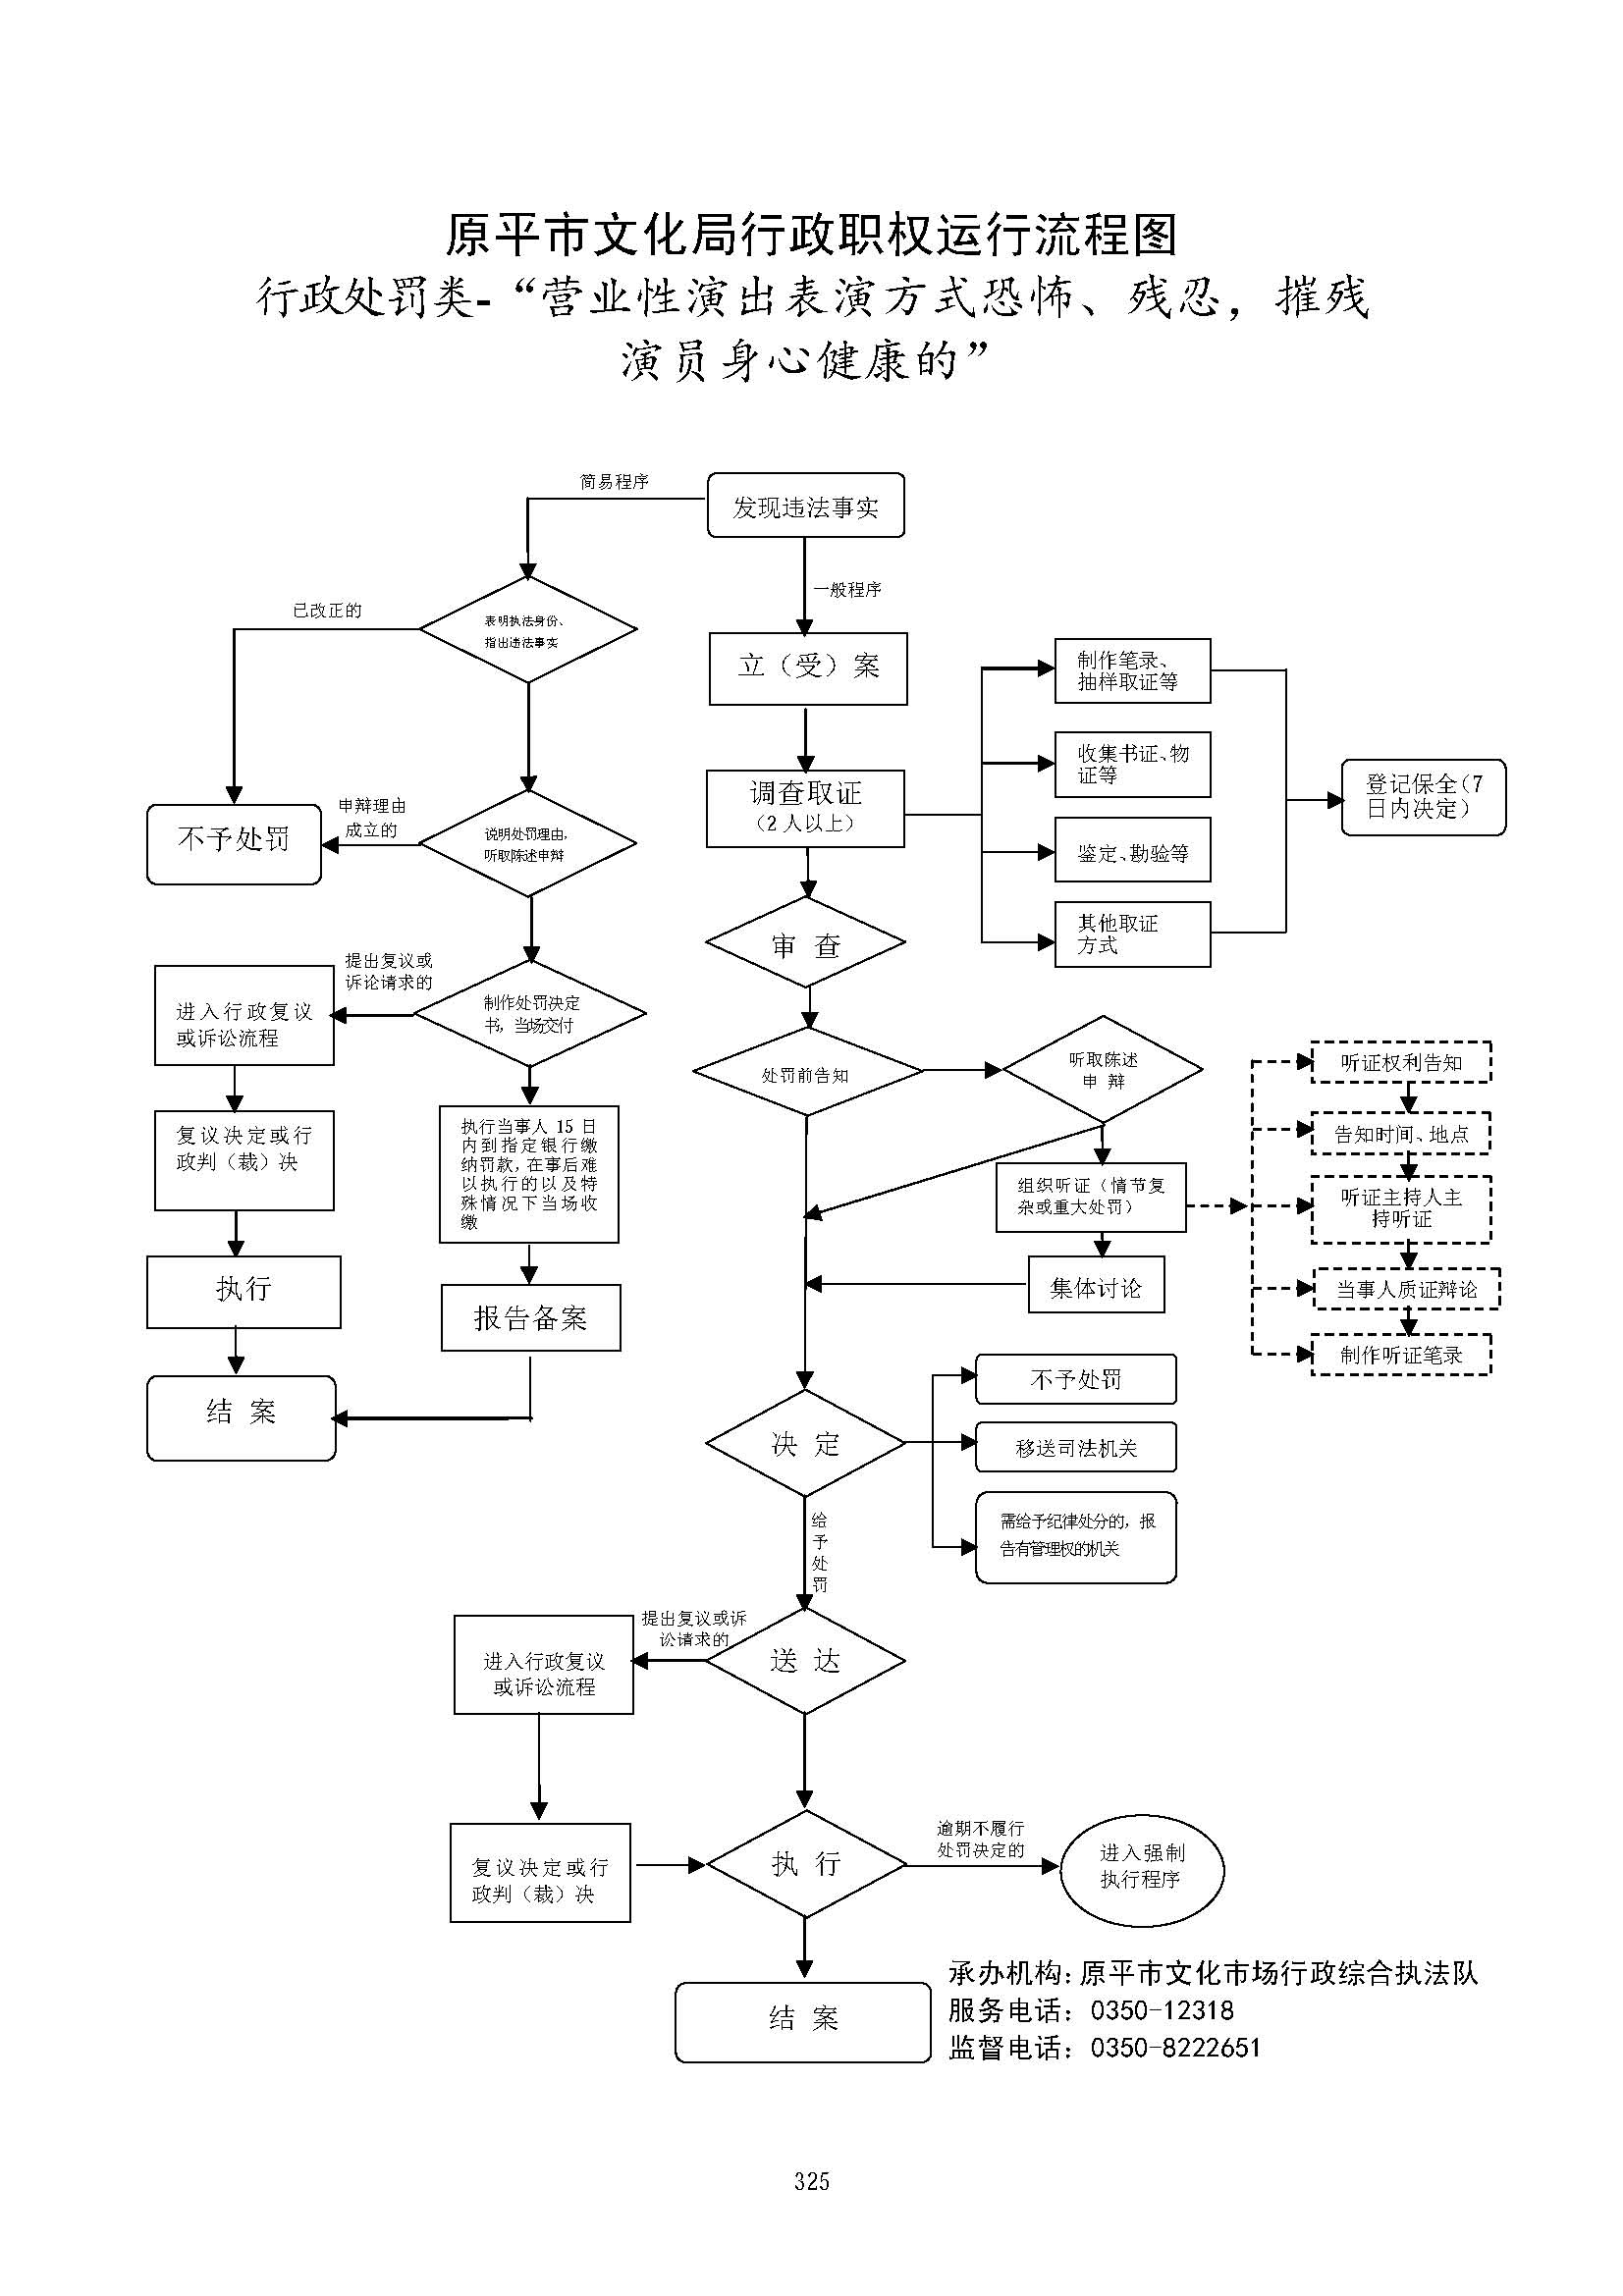 原平市文化局行政职权运行流程图
行政处罚类-“营业性演出表演方式恐怖、残忍，摧残
演员身心健康的”
简易程序
发现违法事实
一般程序
已改正的
表明执法身份、
指出违法事实
立（受）案
制作笔录、
抽样取证等
收集书证、物
证等
登记保全（7
日内决定）
调查取证
（2 人以上）
不予处罚
申辩理由
成立的
说明处罚理由，
听取陈述申辩
鉴定、勘验等
其他取证
方式
审 查
提出复议或
诉论请求的
进入行政复议
或诉讼流程
制作处罚决定
书，当场交付
处罚前告知
听取陈述
申 辩
听证权利告知
复议决定或行
政判（裁）决
执行当事人 15 日
内到指定银行缴
纳罚款，在事后难
以执行的以及特
殊情况下当场收
缴
告知时间、地点
组织听证（情节复
杂或重大处罚）
听证主持人主
持听证
执行
报告备案
集体讨论
当事人质证辩论
制作听证笔录
结 案
不予处罚
决 定
移送司法机关
需给予纪律处分的，报
告有管理权的机关
给
予
处
罚
提出复议或诉
讼请求的
进入行政复议
或诉讼流程
送 达
复议决定或行
政判（裁）决
执 行
逾期不履行
处罚决定的
进入强制
执行程序
结 案
承办机构：原平市文化市场行政综合执法队
服务电话：0350-12318
监督电话：0350-8222651
325